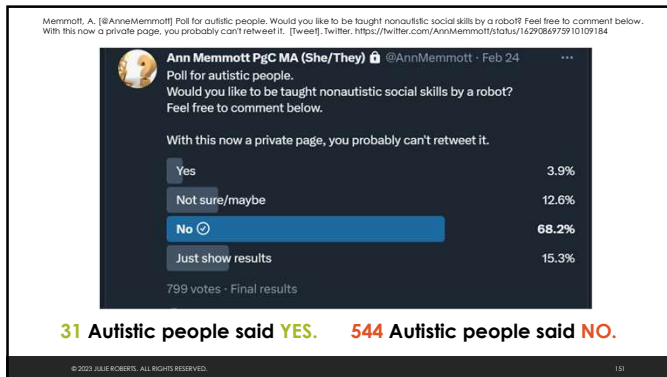 Memmott, A. [@AnneMemmott] Poll for autistic people. Would you like to be taught nonautistic social skills by a robot? Feel free to comment below.
With this now a private page, you probably can't retweet it. [Tweet]. Twitter. https://twitter.com/AnnMemmott/status/1629086975910109184
Ann Memmott PgC MA (She/They) @AnnMemmott · Feb 24 ...
Poll for autistic people.
Would you like to be taught nonautistic social skills by a robot?
Feel free to comment below.
With this now a private page, you probably can't retweet it.
Yes 3.9%
Not sure/maybe 12.6%
No 68.2%
Just show results 15.3%
799 votes · Final results
31 Autistic people said YES. 544 Autistic people said NO.
© 2023 JULIE ROBERTS. ALL RIGHTS RESERVED. 151